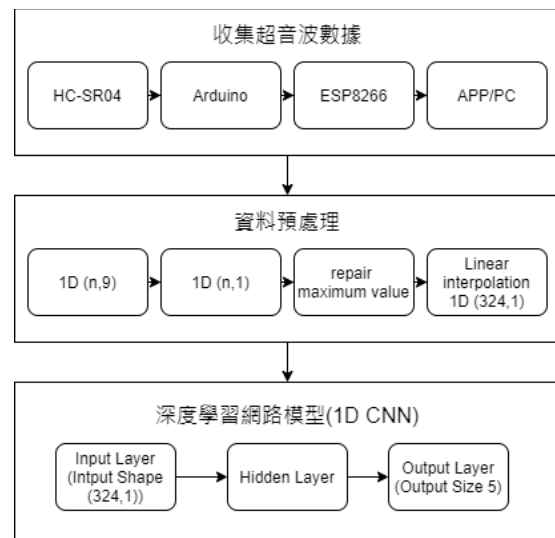 收集超音波數據
HC-SR04
Arduino
ESP8266
APP/PC
資料預處理
1D (n,9)
1D (n,1)
repair
maximum value
Linear
interpolation
1D (324,1)
深度學習網路模型(1D CNN)
Input Layer
(Intput Shape
(324,1))
Hidden Layer
Output Layer
(Output Size 5)